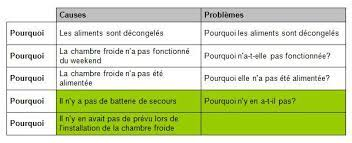 Causes Problèmes
Pourquoi Les aliments sont décongelés Pourquoi les aliments sont décongelés
Pourquoi La chambre froide n'a pas fonctionné
du weekend Pourquoi n'a-t-elle pas fonctionnée?
Pourquoi La chambre froide n'a pas été
alimentée Pourquoi elle n'a pas été alimentée?
Pourquoi Il n'y a pas de batterie de secours Pourquoi n'y en a-t-il pas?
Pourquoi Il n'y en avait pas de prévu lors de
l'installation de la chambre froide